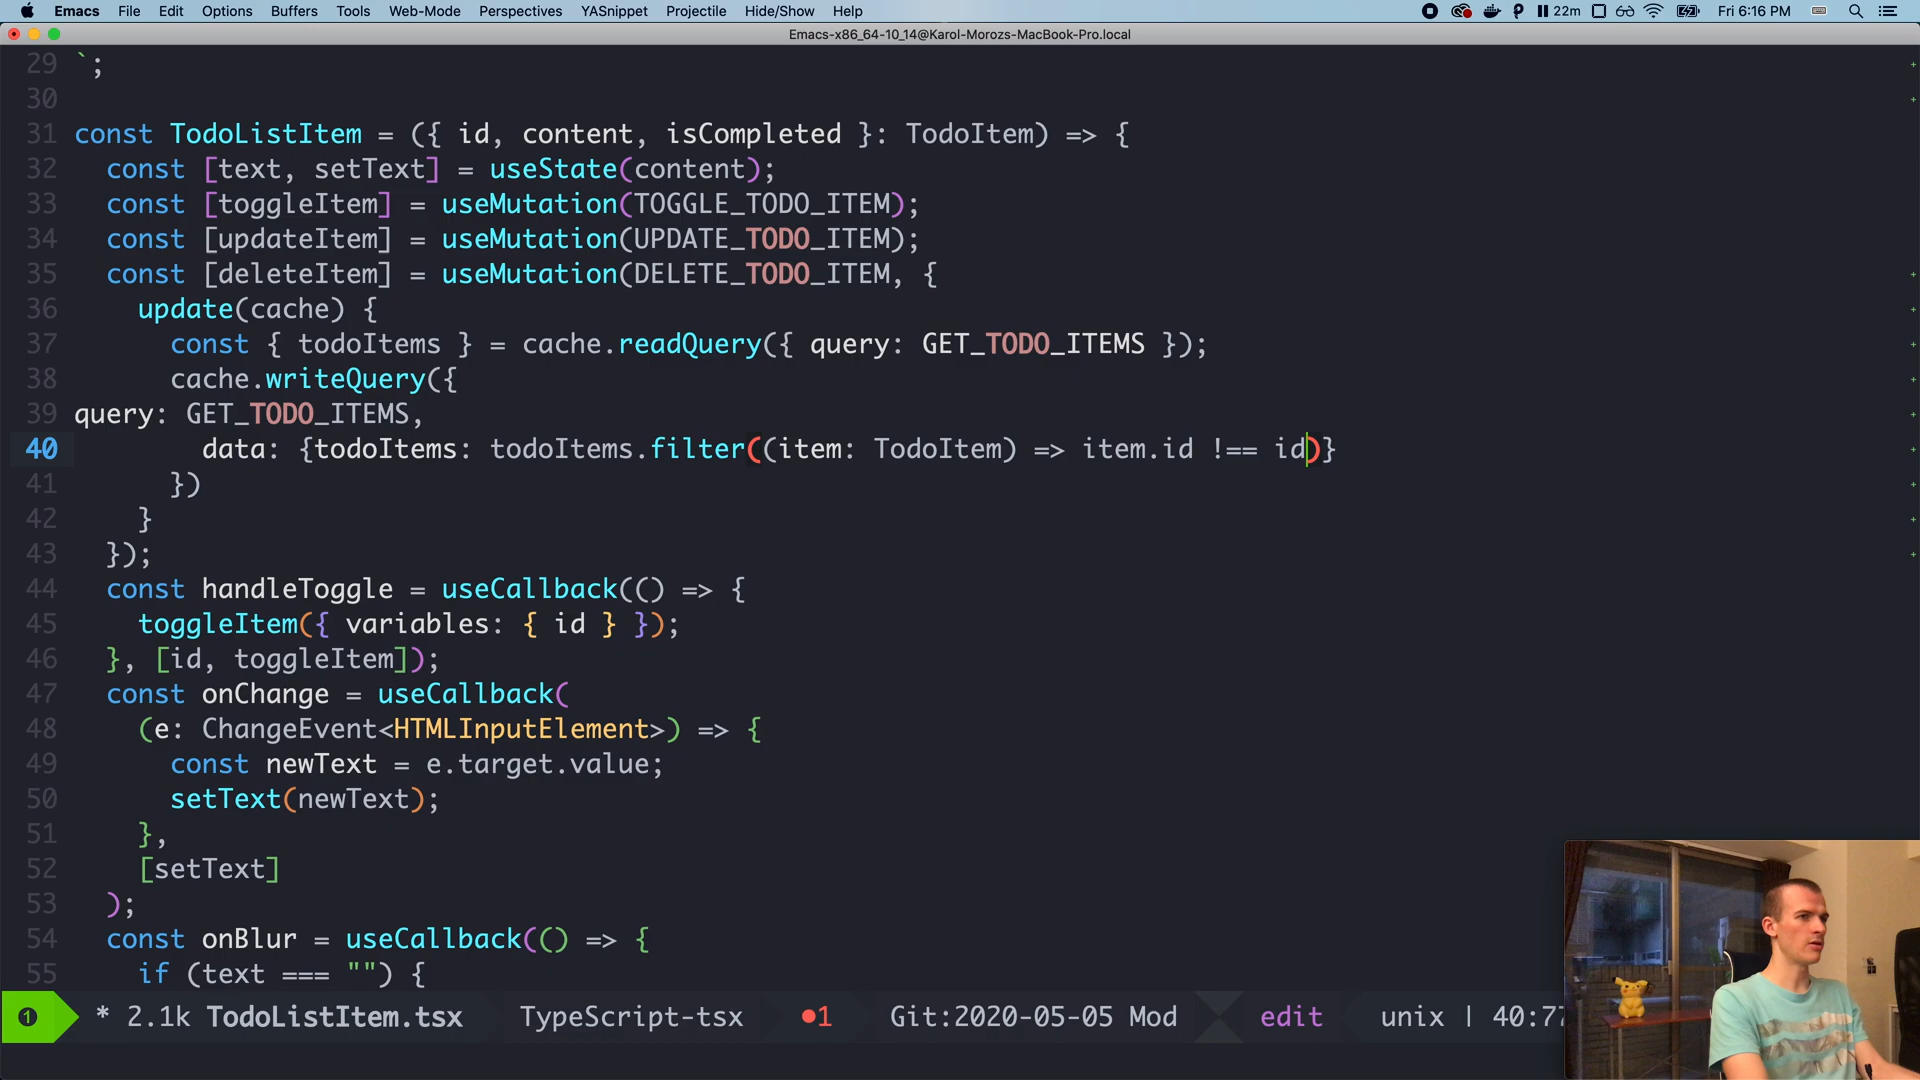 Emacs File Edit Options Buffers Tools Web-Mode Perspectives YASnippet Projectile Hide/Show Help 22m Fri 6:16 PM
Emacs-x86_64-10_14@Karol-Morozs-MacBook-Pro.local
29 `;
30
31 const TodoListItem = ({ id, content, isCompleted }: TodoItem) => {
32   const [text, setText] = useState(content);
33   const [toggleItem] = useMutation(TOGGLE_TODO_ITEM);
34   const [updateItem] = useMutation(UPDATE_TODO_ITEM);
35   const [deleteItem] = useMutation(DELETE_TODO_ITEM, {
36     update(cache) {
37       const { todoItems } = cache.readQuery({ query: GET_TODO_ITEMS });
38       cache.writeQuery({
39 query: GET_TODO_ITEMS,
40         data: {todoItems: todoItems.filter((item: TodoItem) => item.id !== id)}
41       })
42     }
43   });
44   const handleToggle = useCallback(() => {
45     toggleItem({ variables: { id } });
46   }, [id, toggleItem]);
47   const onChange = useCallback(
48     (e: ChangeEvent<HTMLInputElement>) => {
49       const newText = e.target.value;
50       setText(newText);
51     },
52     [setText]
53   );
54   const onBlur = useCallback(() => {
55     if (text === "") {
1 * 2.1k TodoListItem.tsx TypeScript-tsx 1 Git:2020-05-05 Mod edit unix | 40:77